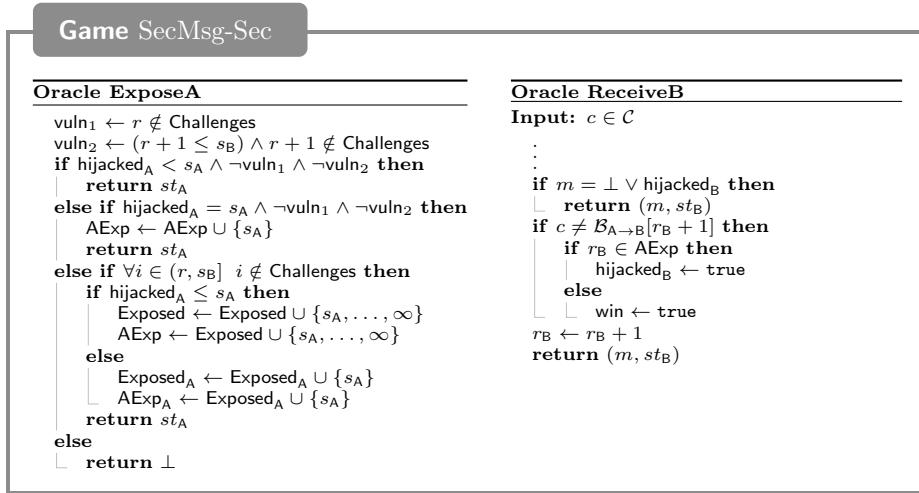 Game SecMsg-Sec
Oracle ExposeA
vuln₁ ← r ∉ Challenges
vuln₂ ← (r + 1 ≤ s_B) ∧ r + 1 ∉ Challenges
if hijacked_A < s_A ∧ ¬vuln₁ ∧ ¬vuln₂ then
return st_A
else if hijacked_A = s_A ∧ ¬vuln₁ ∧ ¬vuln₂ then
AExp ← AExp ∪ {s_A}
return st_A
else if ∀i ∈ (r, s_B] i ∉ Challenges then
if hijacked_A ≤ s_A then
Exposed ← Exposed ∪ {s_A, . . . , ∞}
AExp ← Exposed ∪ {s_A, . . . , ∞}
else
Exposed_A ← Exposed_A ∪ {s_A}
AExp_A ← Exposed_A ∪ {s_A}
return st_A
else
return ⊥
Oracle ReceiveB
Input: c ∈ 𝒞
.
.
.
if m = ⊥ ∨ hijacked_B then
return (m, st_B)
if c ≠ ℬ_A→B[r_B + 1] then
if r_B ∈ AExp then
hijacked_B ← true
else
win ← true
r_B ← r_B + 1
return (m, st_B)